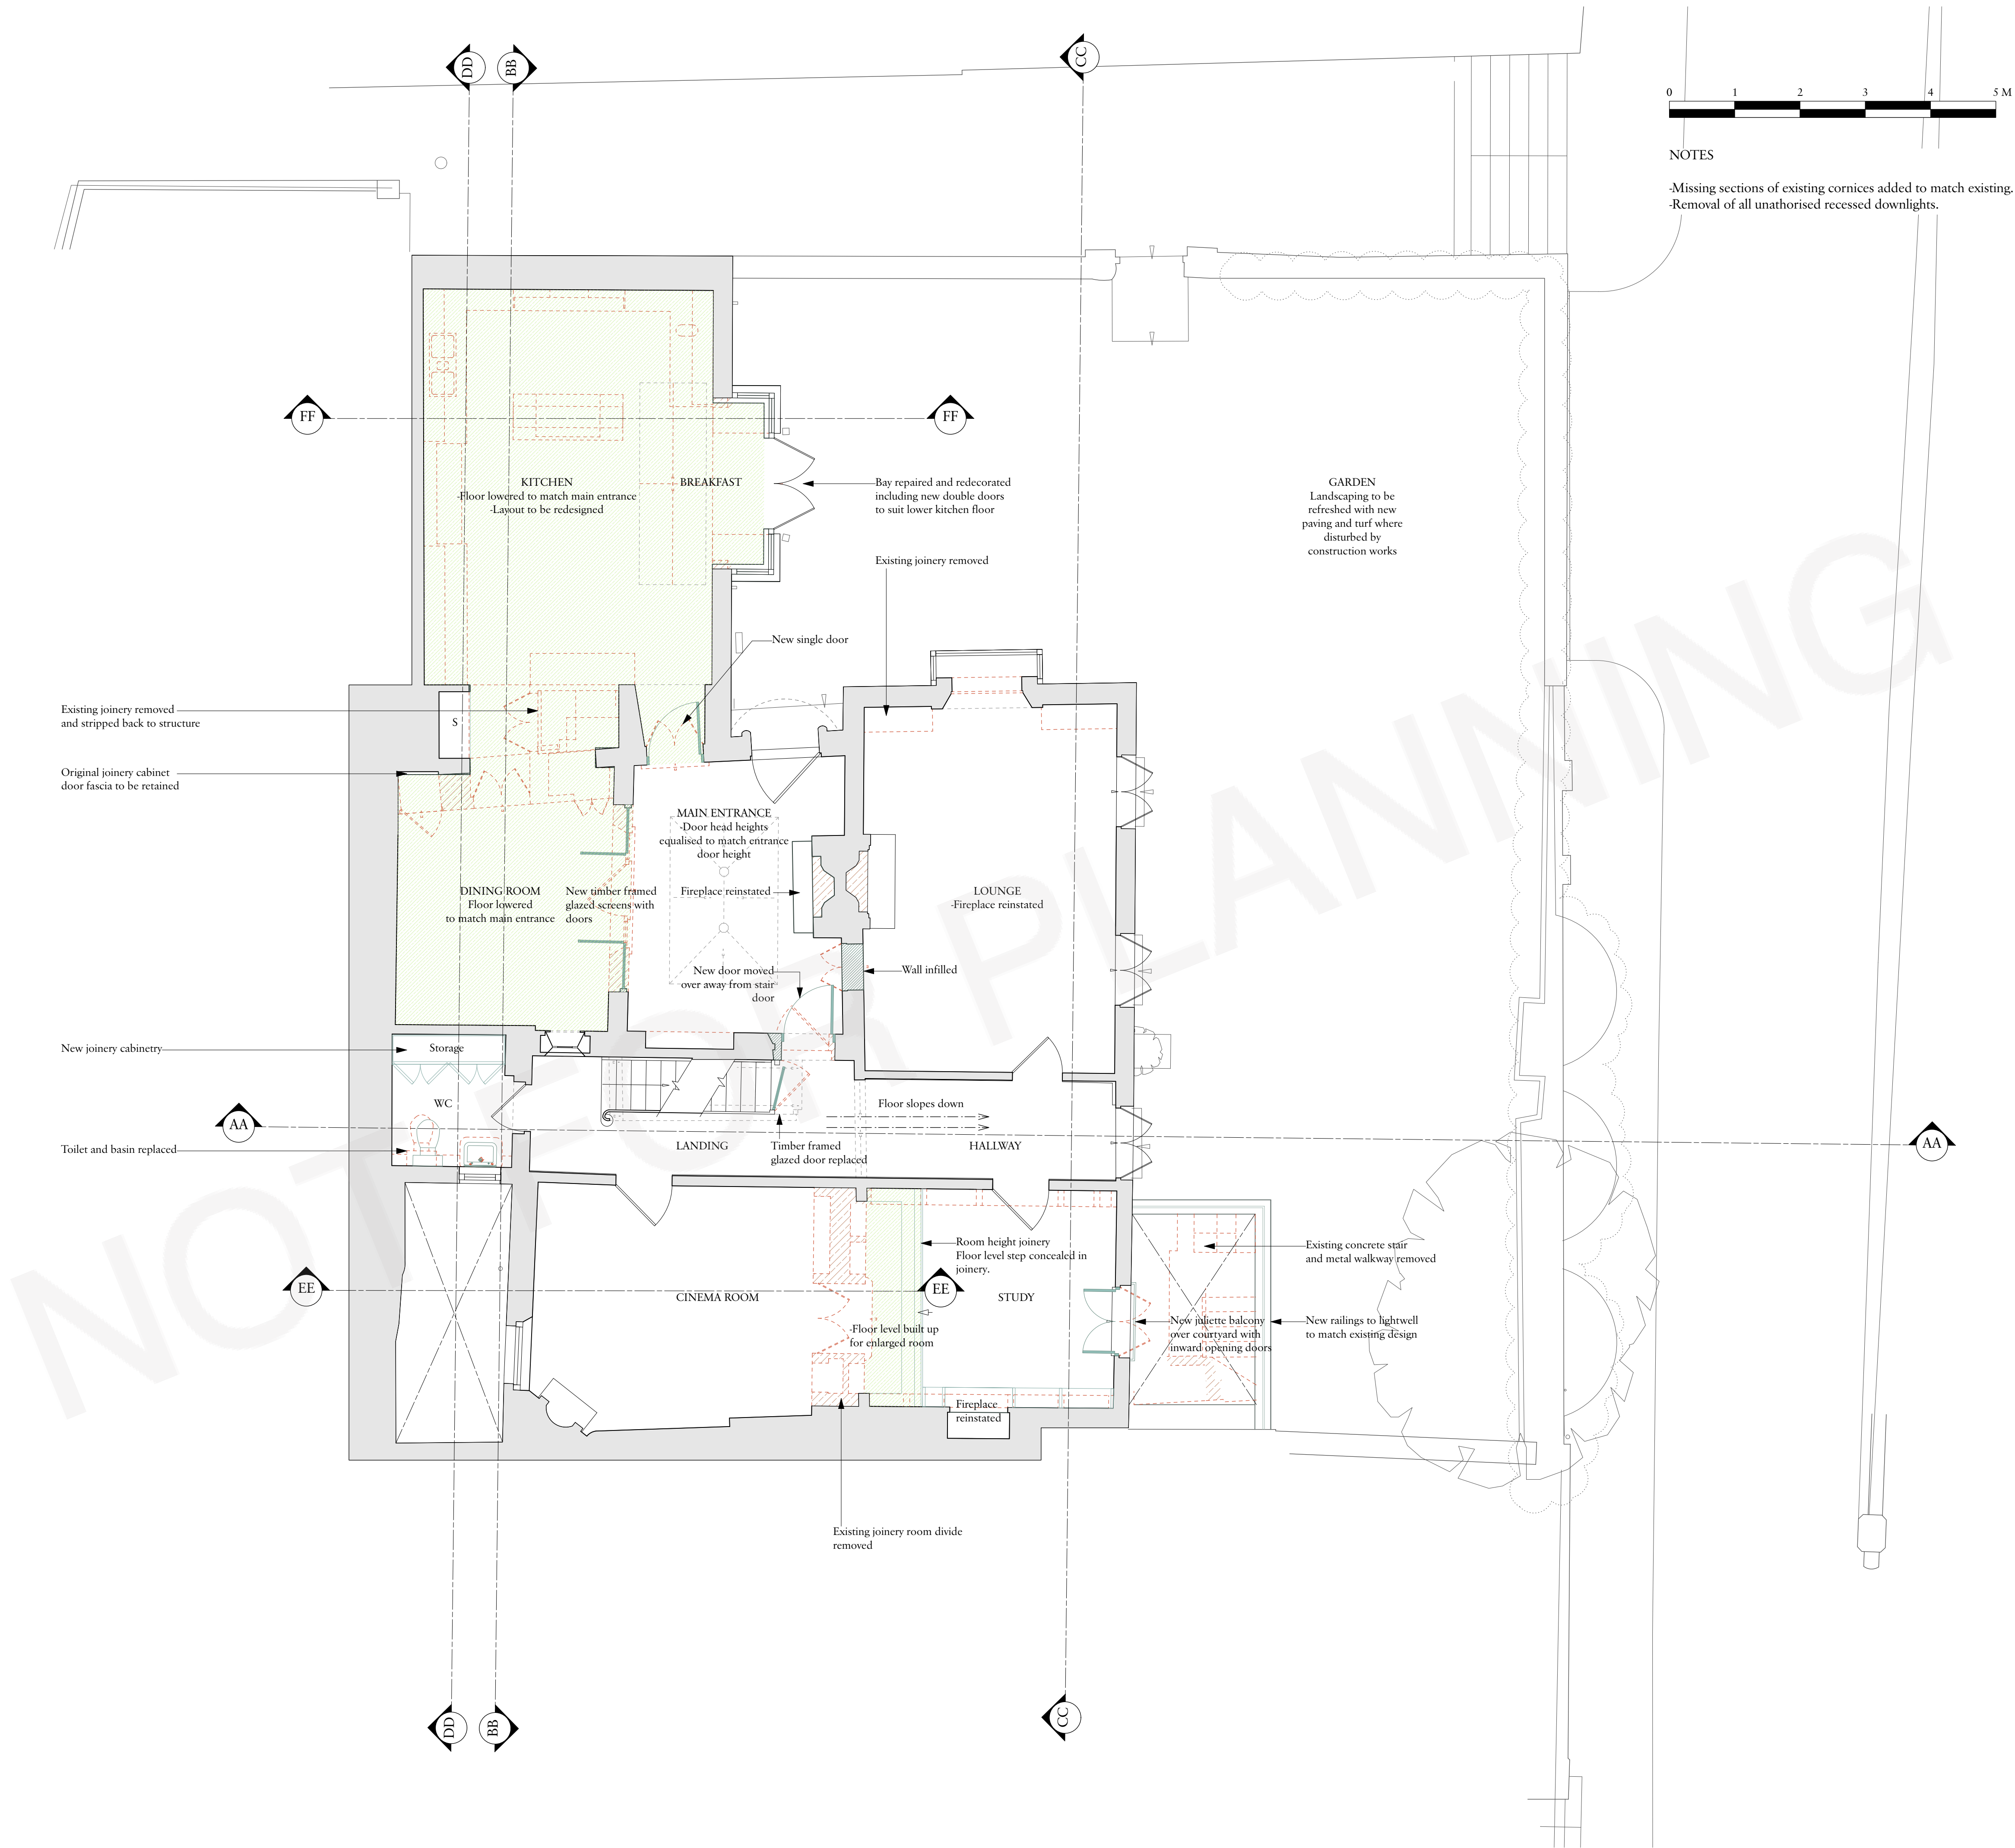 DD
BB
CC
0 1 2 3 4 5 M
NOTES
-Missing sections of existing cornices added to match existing.
-Removal of all unathorised recessed downlights.
FF
FF
KITCHEN
-Floor lowered to match main entrance
-Layout to be redesigned
BREAKFAST
Bay repaired and redecorated
including new double doors
to suit lower kitchen floor
GARDEN
Landscaping to be
refreshed with new
paving and turf where
disturbed by
construction works
Existing joinery removed
New single door
Existing joinery removed
and stripped back to structure
S
Original joinery cabinet
door fascia to be retained
MAIN ENTRANCE
-Door head heights
equalised to match entrance
door height
DINING ROOM
Floor lowered
to match main entrance
New timber framed
glazed screens with
doors
Fireplace reinstated
LOUNGE
-Fireplace reinstated
New door moved
over away from stair
door
Wall infilled
New joinery cabinetry
Storage
WC
Floor slopes down
AA
AA
Toilet and basin replaced
LANDING
Timber framed
glazed door replaced
HALLWAY
Room height joinery
Floor level step concealed in
joinery.
Existing concrete stair
and metal walkway removed
EE
EE
CINEMA ROOM
STUDY
-Floor level built up
for enlarged room
New juliette balcony
over courtyard with
inward opening doors
New railings to lightwell
to match existing design
Fireplace
reinstated
Existing joinery room divide
removed
DD
BB
CC
NOT FOR PLANNING